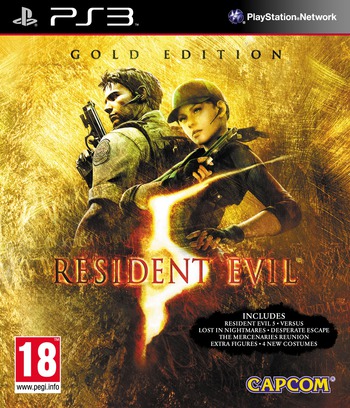 PS3
PlayStation®Network
GOLD EDITION
5
RESIDENT EVIL
INCLUDES
RESIDENT EVIL 5 • VERSUS
LOST IN NIGHTMARES • DESPERATE ESCAPE
THE MERCENARIES REUNION
EXTRA FIGURES • 4 NEW COSTUMES
18
www.pegi.info
CAPCOM